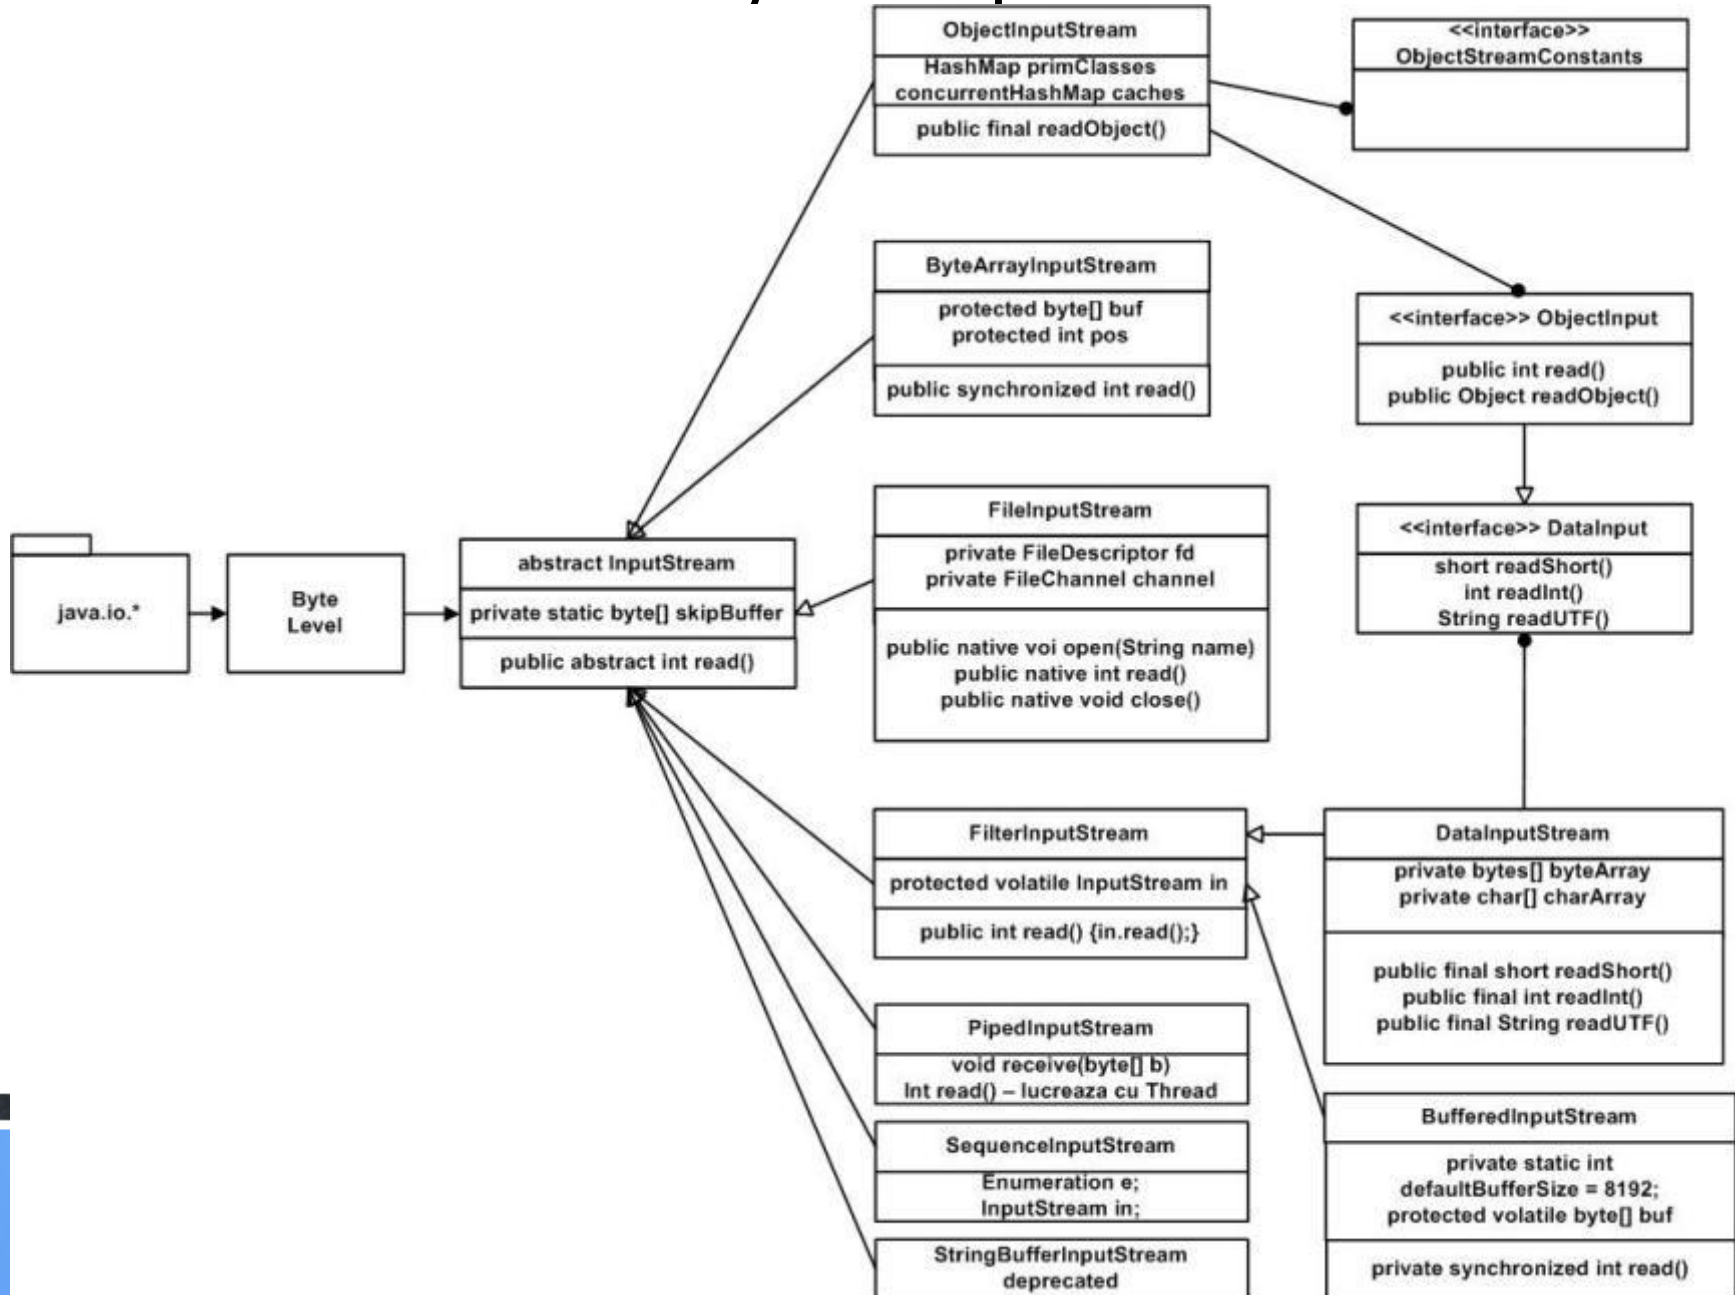 ObjectInputStream
HashMap primClasses
concurrentHashMap caches
public final readObject()
<<interface>>
ObjectStreamConstants
ByteArrayInputStream
protected byte[] buf
protected int pos
public synchronized int read()
<<interface>> ObjectInput
public int read()
public Object readObject()
java.io.*
Byte
Level
abstract InputStream
private static byte[] skipBuffer
public abstract int read()
FileInputStream
private FileDescriptor fd
private FileChannel channel
public native voi open(String name)
public native int read()
public native void close()
<<interface>> DataInput
short readShort()
int readInt()
String readUTF()
FilterInputStream
protected volatile InputStream in
public int read() {in.read();}
DataInputStream
private bytes[] byteArray
private char[] charArray
public final short readShort()
public final int readInt()
public final String readUTF()
PipedInputStream
void receive(byte[] b)
Int read() – lucreaza cu Thread
SequenceInputStream
Enumeration e;
InputStream in;
StringBufferInputStream
deprecated
BufferedInputStream
private static int
defaultBufferSize = 8192;
protected volatile byte[] buf
private synchronized int read()